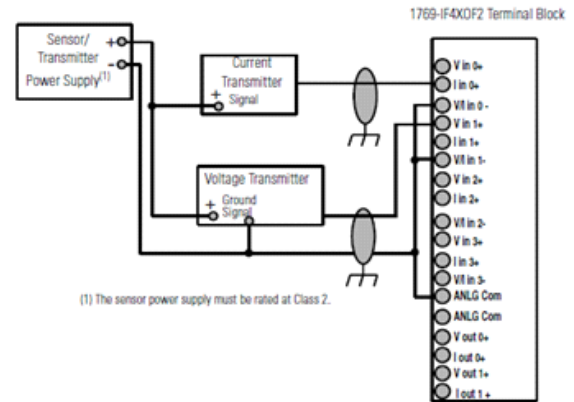 1769-IF4XOF2 Terminal Block
Sensor/
Transmitter
Power Supply(1)
+
-
Current
Transmitter
+ Signal
Voltage Transmitter
+ Ground
Signal
(1) The sensor power supply must be rated at Class 2.
V in 0+
I in 0+
V/I in 0 -
V in 1+
I in 1+
V/I in 1-
V in 2+
I in 2+
V/I in 2-
V in 3+
I in 3+
V/I in 3-
ANLG Com
ANLG Com
V out 0+
I out 0+
V out 1+
I out 1 +